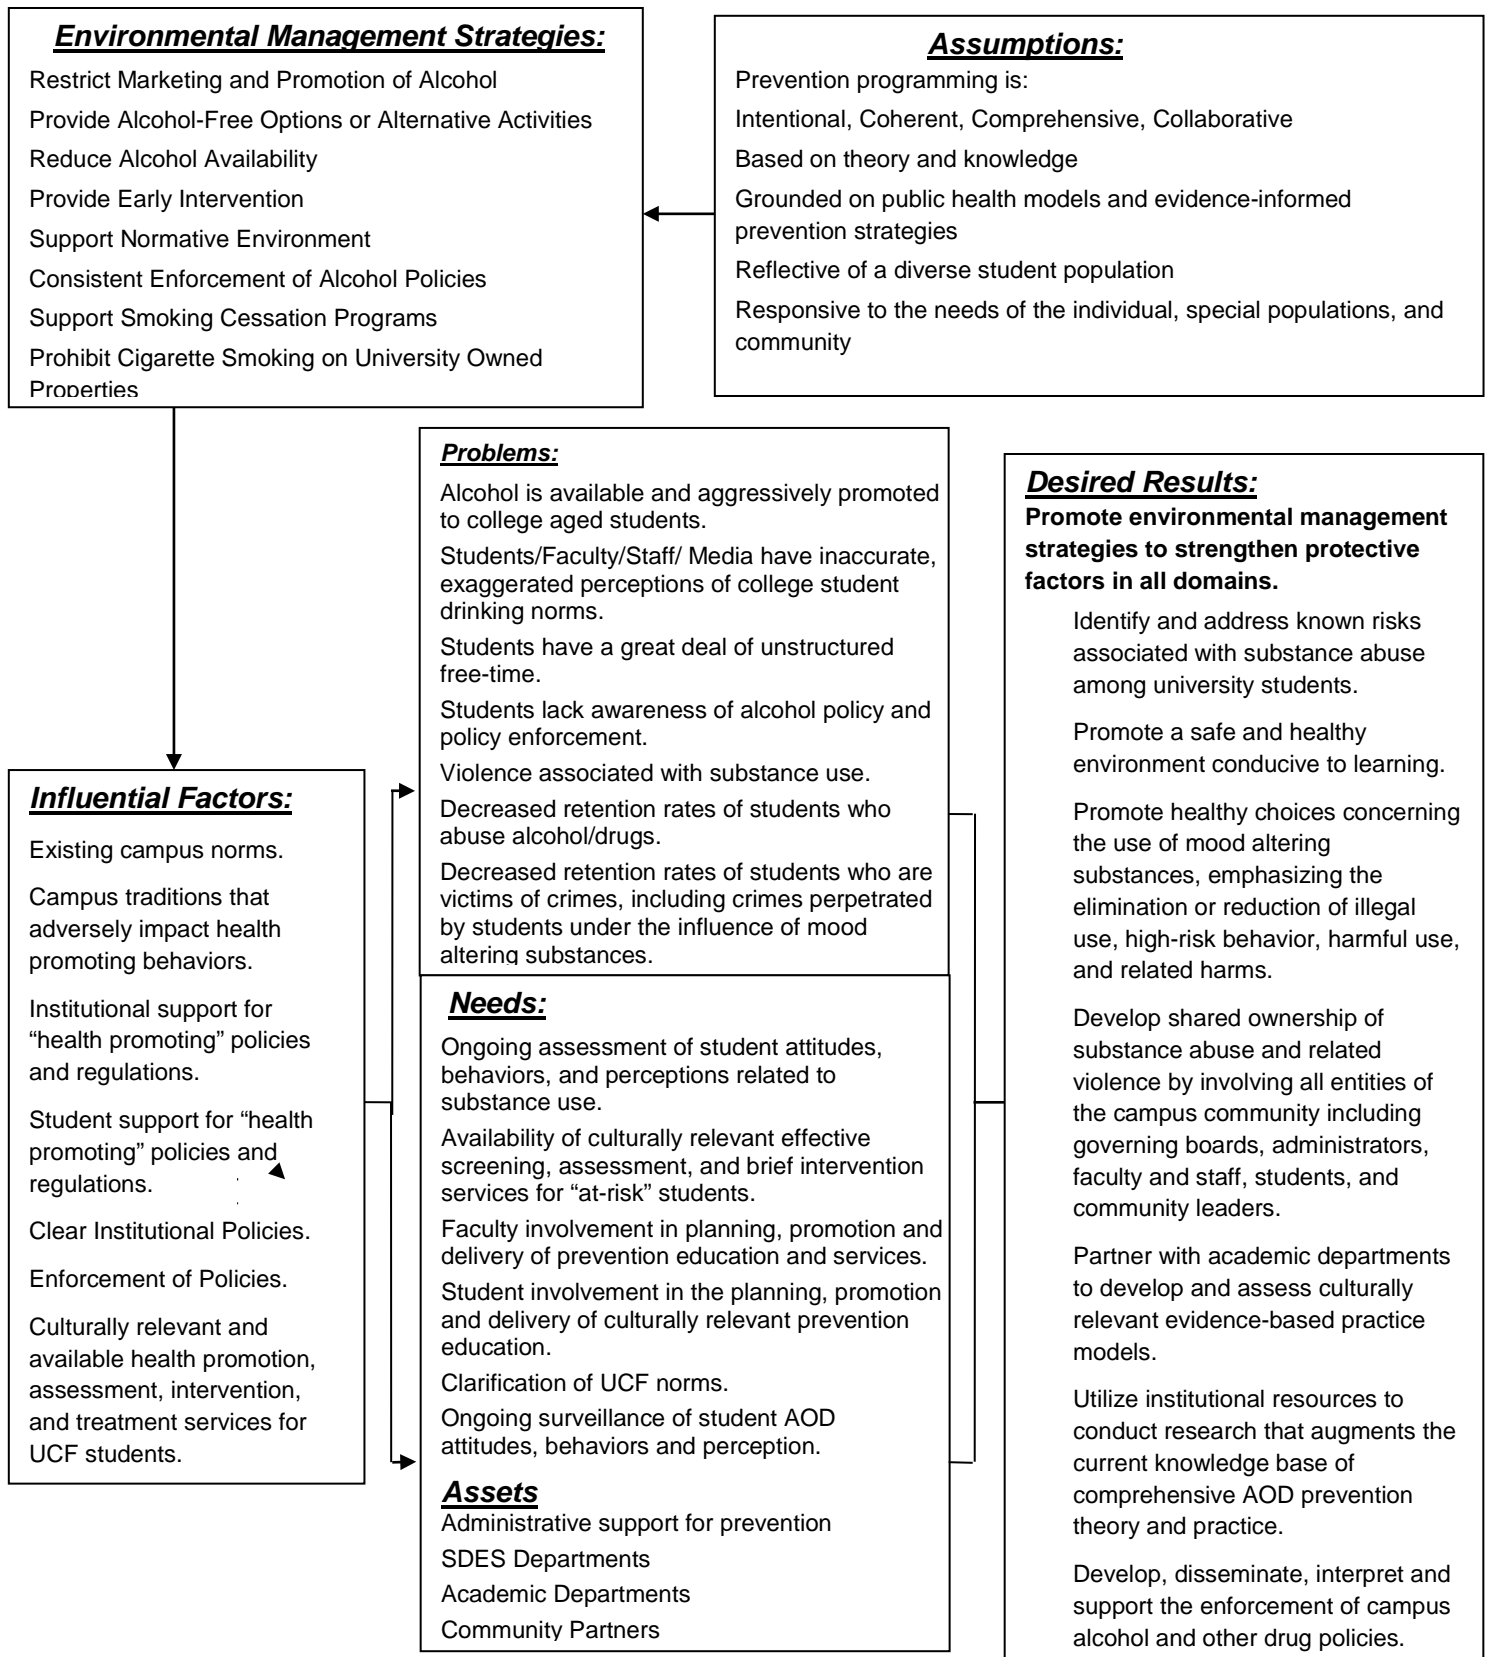 Environmental Management Strategies:
Restrict Marketing and Promotion of Alcohol
Provide Alcohol-Free Options or Alternative Activities
Reduce Alcohol Availability
Provide Early Intervention
Support Normative Environment
Consistent Enforcement of Alcohol Policies
Support Smoking Cessation Programs
Prohibit Cigarette Smoking on University Owned
Properties
Assumptions:
Prevention programming is:
Intentional, Coherent, Comprehensive, Collaborative
Based on theory and knowledge
Grounded on public health models and evidence-informed
prevention strategies
Reflective of a diverse student population
Responsive to the needs of the individual, special populations, and
community
Influential Factors:
Existing campus norms.
Campus traditions that
adversely impact health
promoting behaviors.
Institutional support for
“health promoting” policies
and regulations.
Student support for “health
promoting” policies and
regulations.
Clear Institutional Policies.
Enforcement of Policies.
Culturally relevant and
available health promotion,
assessment, intervention,
and treatment services for
UCF students.
Problems:
Alcohol is available and aggressively promoted
to college aged students.
Students/Faculty/Staff/ Media have inaccurate,
exaggerated perceptions of college student
drinking norms.
Students have a great deal of unstructured
free-time.
Students lack awareness of alcohol policy and
policy enforcement.
Violence associated with substance use.
Decreased retention rates of students who
abuse alcohol/drugs.
Decreased retention rates of students who are
victims of crimes, including crimes perpetrated
by students under the influence of mood
altering substances.
Needs:
Ongoing assessment of student attitudes,
behaviors, and perceptions related to
substance use.
Availability of culturally relevant effective
screening, assessment, and brief intervention
services for “at-risk” students.
Faculty involvement in planning, promotion and
delivery of prevention education and services.
Student involvement in the planning, promotion
and delivery of culturally relevant prevention
education.
Clarification of UCF norms.
Ongoing surveillance of student AOD
attitudes, behaviors and perception.
Assets
Administrative support for prevention
SDES Departments
Academic Departments
Community Partners
Desired Results:
Promote environmental management
strategies to strengthen protective
factors in all domains.
Identify and address known risks
associated with substance abuse
among university students.
Promote a safe and healthy
environment conducive to learning.
Promote healthy choices concerning
the use of mood altering
substances, emphasizing the
elimination or reduction of illegal
use, high-risk behavior, harmful use,
and related harms.
Develop shared ownership of
substance abuse and related
violence by involving all entities of
the campus community including
governing boards, administrators,
faculty and staff, students, and
community leaders.
Partner with academic departments
to develop and assess culturally
relevant evidence-based practice
models.
Utilize institutional resources to
conduct research that augments the
current knowledge base of
comprehensive AOD prevention
theory and practice.
Develop, disseminate, interpret and
support the enforcement of campus
alcohol and other drug policies.